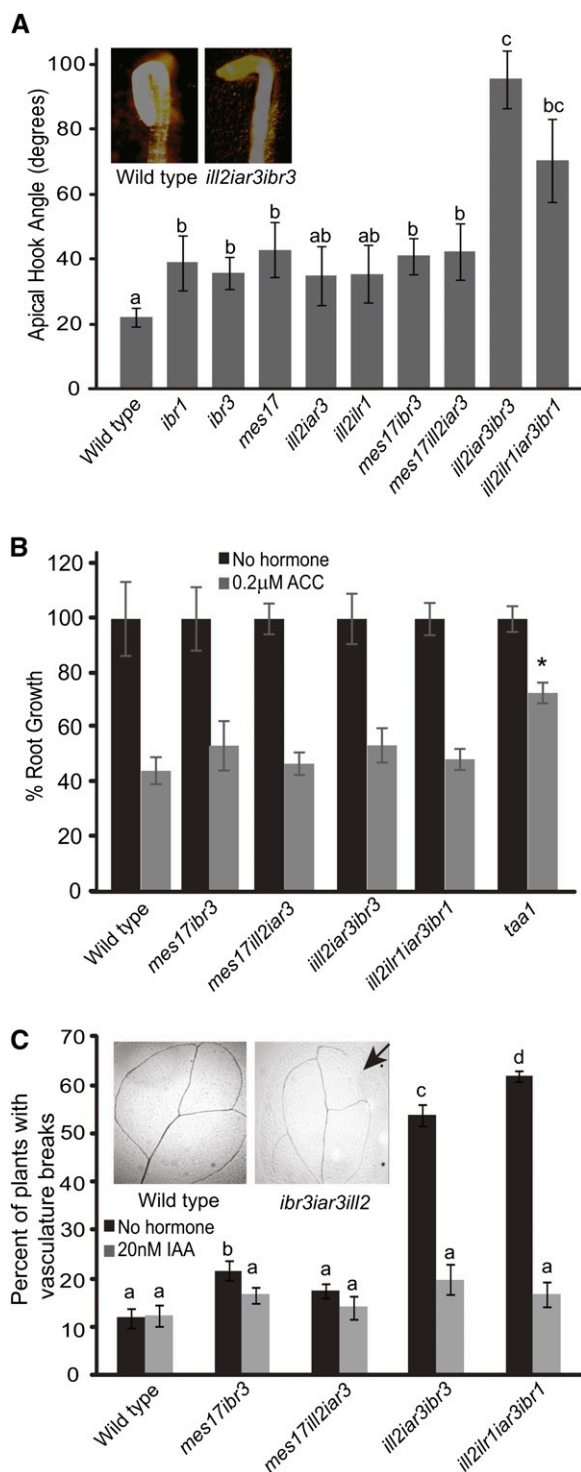 A
Apical Hook Angle (degrees)
100
80
60
40
20
0
Wild type
ill2iar3ibr3
a
b
b
b
ab
ab
b
b
c
bc
Wild type
ibr1
ibr3
mes17
ill2iar3
ill2ilr1
mes17ibr3
mes17ill2iar3
ill2iar3ibr3
ill2ilr1iar3ibr1
B
% Root Growth
120
100
80
60
40
20
0
No hormone
0.2µM ACC
*
Wild type
mes17ibr3
mes17ill2iar3
iill2iar3ibr3
ill2ilr1iar3ibr1
taa1
C
Percent of plants with
vasculature breaks
70
60
50
40
30
20
10
Wild type
ibr3iar3ill2
No hormone
20nM IAA
a
a
b
a
a
a
c
a
d
a
Wild type
mes17ibr3
mes17ill2iar3
ill2iar3ibr3
ill2ilr1iar3ibr1